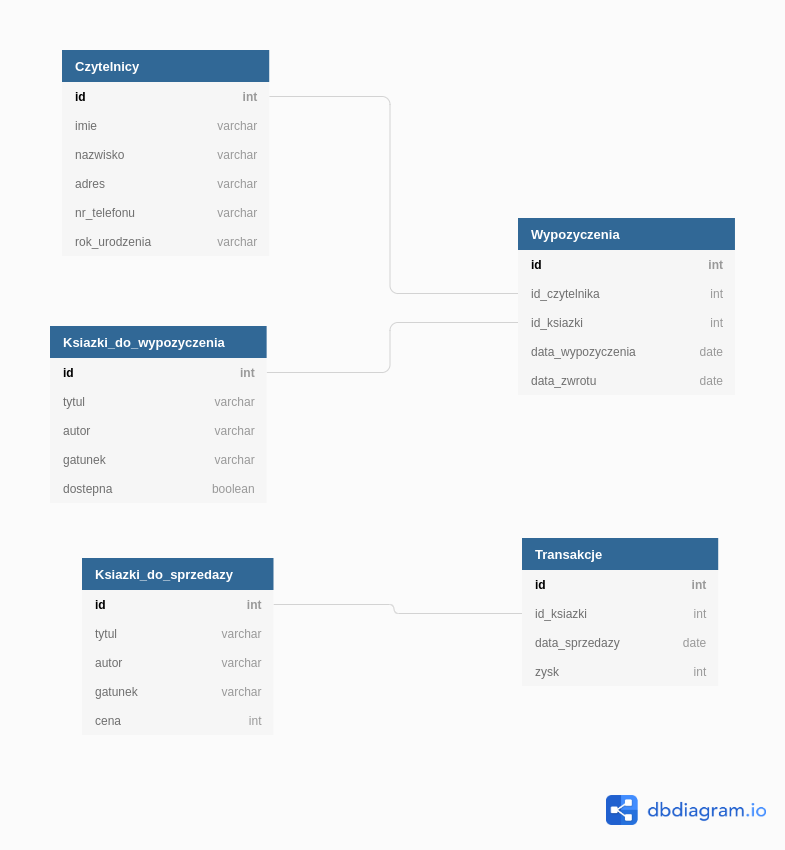 Czytelnicy
id int
imie varchar
nazwisko varchar
adres varchar
nr_telefonu varchar
rok_urodzenia varchar
Wypozyczenia
id int
id_czytelnika int
id_ksiazki int
data_wypozyczenia date
data_zwrotu date
Ksiazki_do_wypozyczenia
id int
tytul varchar
autor varchar
gatunek varchar
dostepna boolean
Ksiazki_do_sprzedazy
id int
tytul varchar
autor varchar
gatunek varchar
cena int
Transakcje
id int
id_ksiazki int
data_sprzedazy date
zysk int
dbdiagram.io